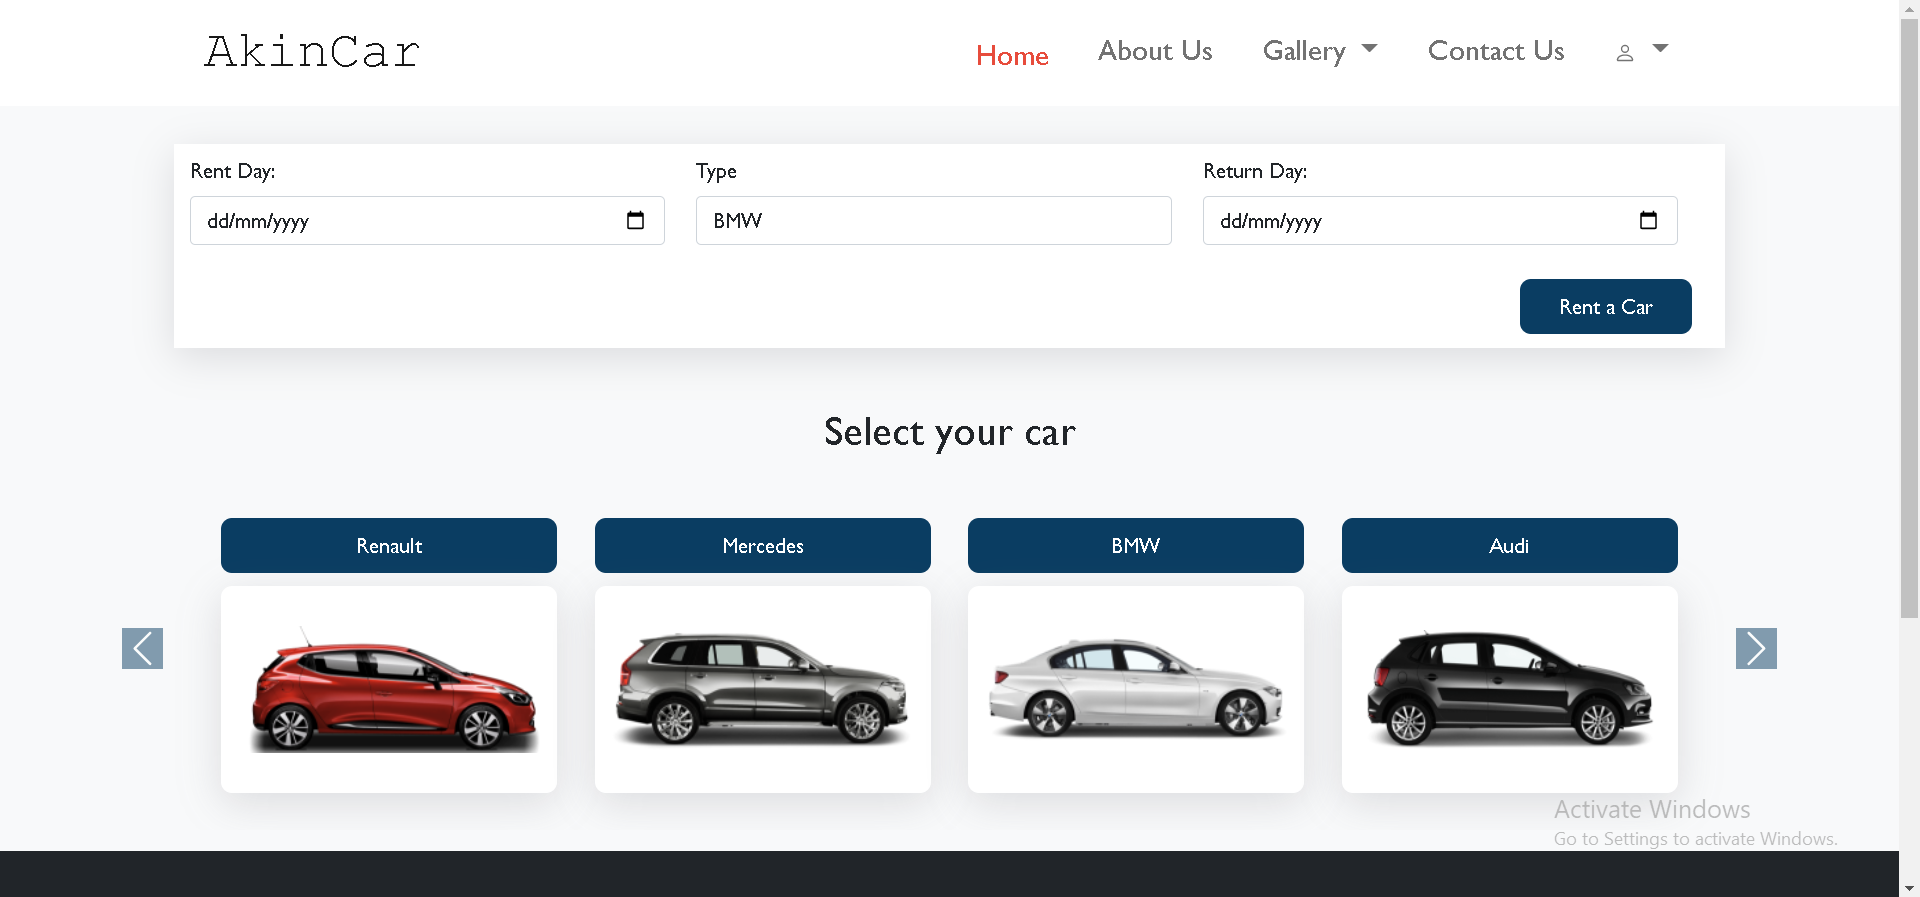 AkinCar
Home About Us Gallery Contact Us
Rent Day: Type Return Day:
dd/mm/yyyy BMW dd/mm/yyyy
Rent a Car
Select your car
Renault Mercedes BMW Audi
Activate Windows
Go to Settings to activate Windows.